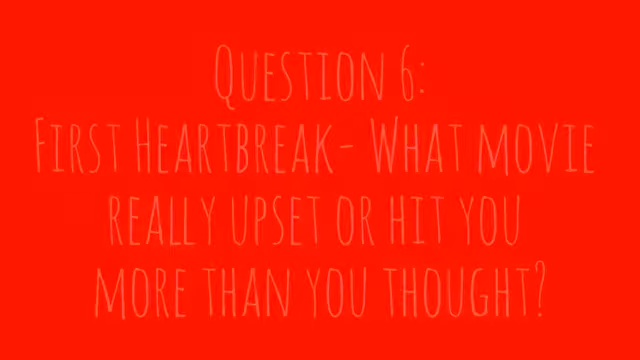 Question 6:
First Heartbreak- What movie
really upset or hit you
more than you thought?